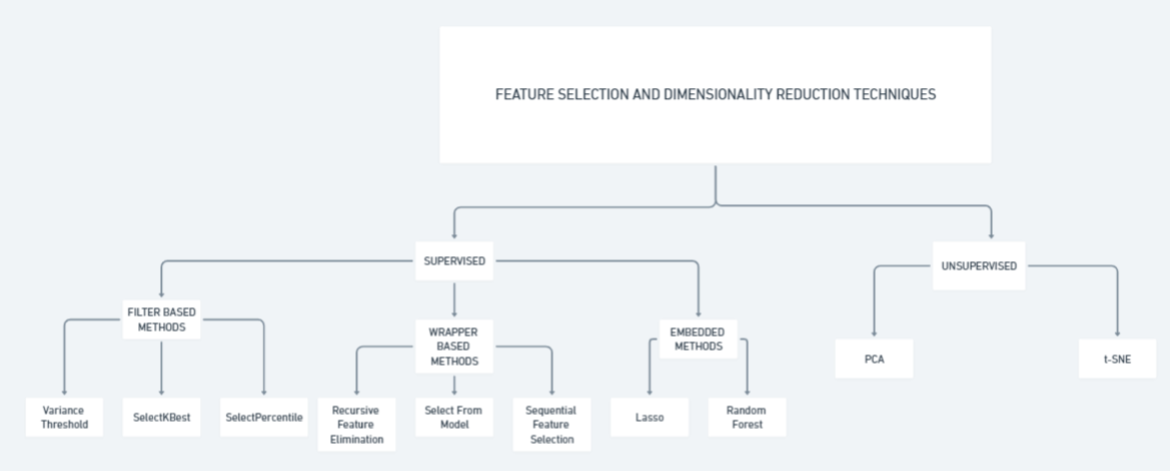 FEATURE SELECTION AND DIMENSIONALITY REDUCTION TECHNIQUES
SUPERVISED
UNSUPERVISED
FILTER BASED
METHODS
WRAPPER
BASED
METHODS
EMBEDDED
METHODS
PCA
t-SNE
Variance
Threshold
SelectKBest
SelectPercentile
Recursive
Feature
Elimination
Select From
Model
Sequential
Feature
Selection
Lasso
Random
Forest